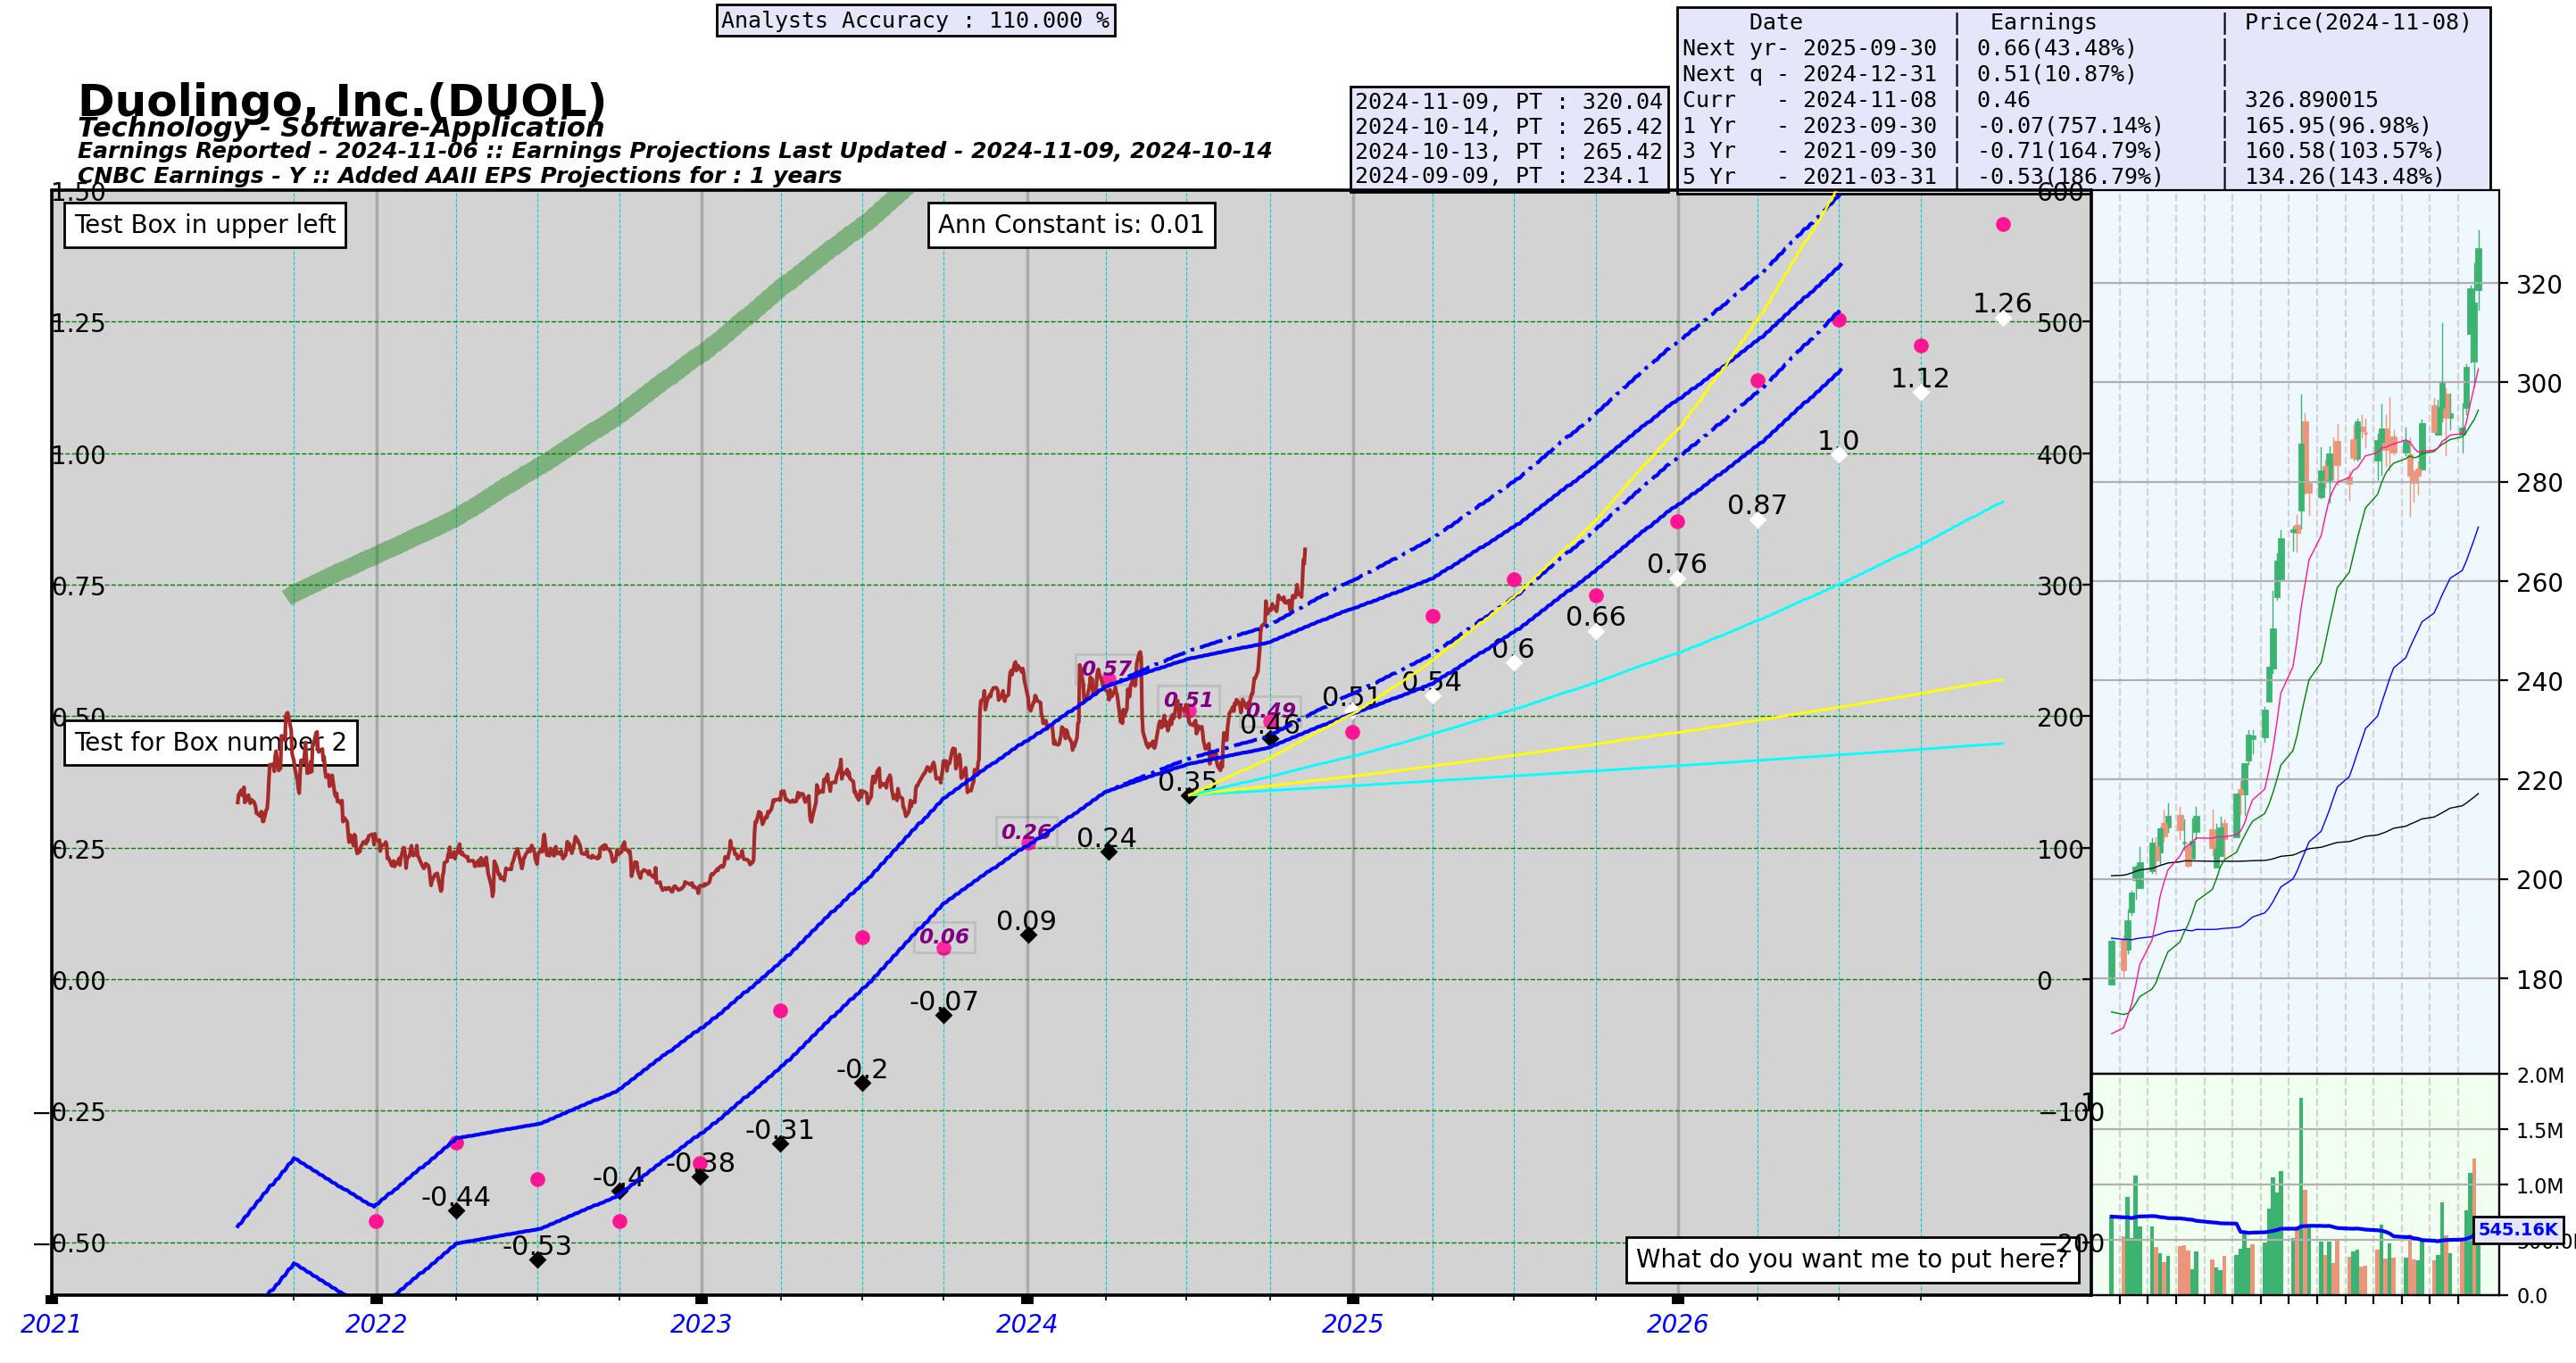 Analysts Accuracy : 110.000 %
Date | Earnings | Price(2024-11-08)
Next yr- 2025-09-30 | 0.66(43.48%) |
Next q - 2024-12-31 | 0.51(10.87%) |
Curr - 2024-11-08 | 0.46 | 326.890015
1 Yr - 2023-09-30 | -0.07(757.14%) | 165.95(96.98%)
3 Yr - 2021-09-30 | -0.71(164.79%) | 160.58(103.57%)
5 Yr - 2021-03-31 | -0.53(186.79%) | 134.26(143.48%)
2024-11-09, PT : 320.04
2024-10-14, PT : 265.42
2024-10-13, PT : 265.42
2024-09-09, PT : 234.1
Duolingo, Inc.(DUOL)
Technology - Software-Application
Earnings Reported - 2024-11-06 :: Earnings Projections Last Updated - 2024-11-09, 2024-10-14
CNBC Earnings - Y :: Added AAII EPS Projections for : 1 years
1.50
600
Test Box in upper left
Ann Constant is: 0.01
1.26
320
1.25
500
1.12
300
1.0
1.00
400
280
0.87
0.76
0.75
300
260
0.66
0.6
0.57
0.54
0.51
0.51
0.49
0.46
240
0.50
200
Test for Box number 2
0.35
220
0.26
0.24
0.25
100
200
0.09
0.06
0.00
0
180
-0.07
-0.2
2.0M
−0.25
−100
1.5M
-0.31
-0.38
-0.4
-0.44
1.0M
545.16K
−0.50
-0.53
−200
What do you want me to put here?
0.0
2021
2022
2023
2024
2025
2026